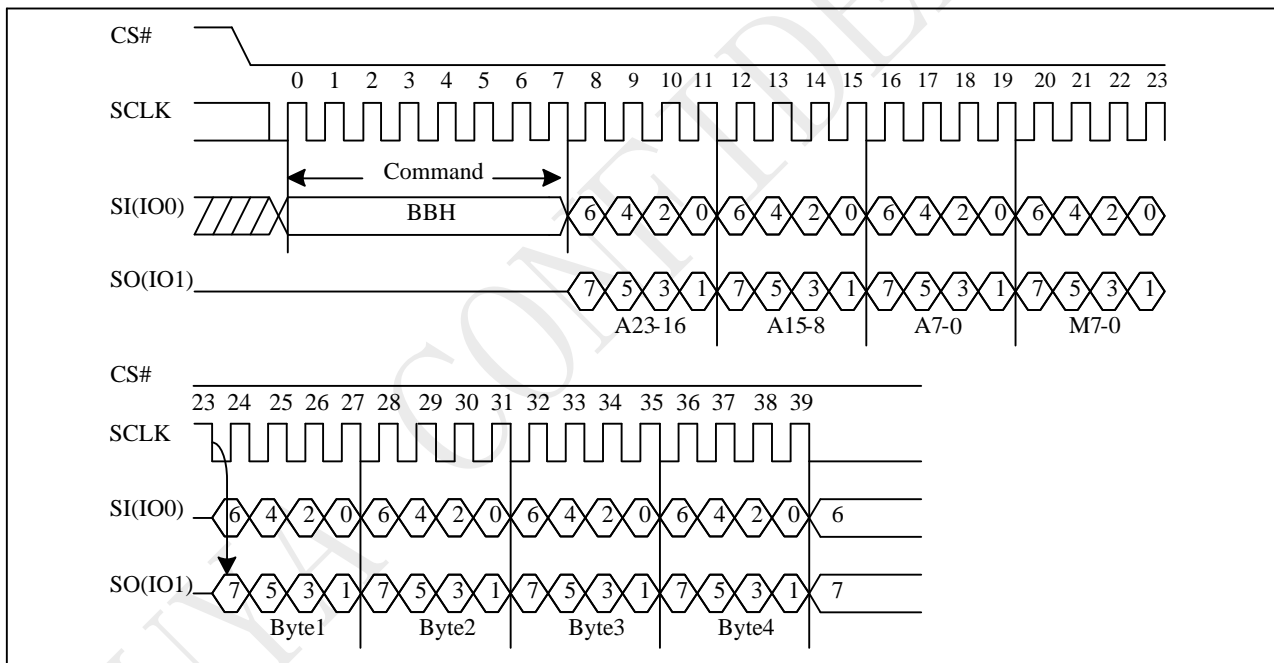 CS#
0 1 2 3 4 5 6 7 8 9 10 11 12 13 14 15 16 17 18 19 20 21 22 23
SCLK
Command
SI(IO0) BBH 6 4 2 0 6 4 2 0 6 4 2 0 6 4 2 0
SO(IO1) 7 5 3 1 7 5 3 1 7 5 3 1 7 5 3 1
A23-16 A15-8 A7-0 M7-0
CS#
23 24 25 26 27 28 29 30 31 32 33 34 35 36 37 38 39
SCLK
SI(IO0) 6 4 2 0 6 4 2 0 6 4 2 0 6 4 2 0 6
SO(IO1) 7 5 3 1 7 5 3 1 7 5 3 1 7 5 3 1 7
Byte1 Byte2 Byte3 Byte4